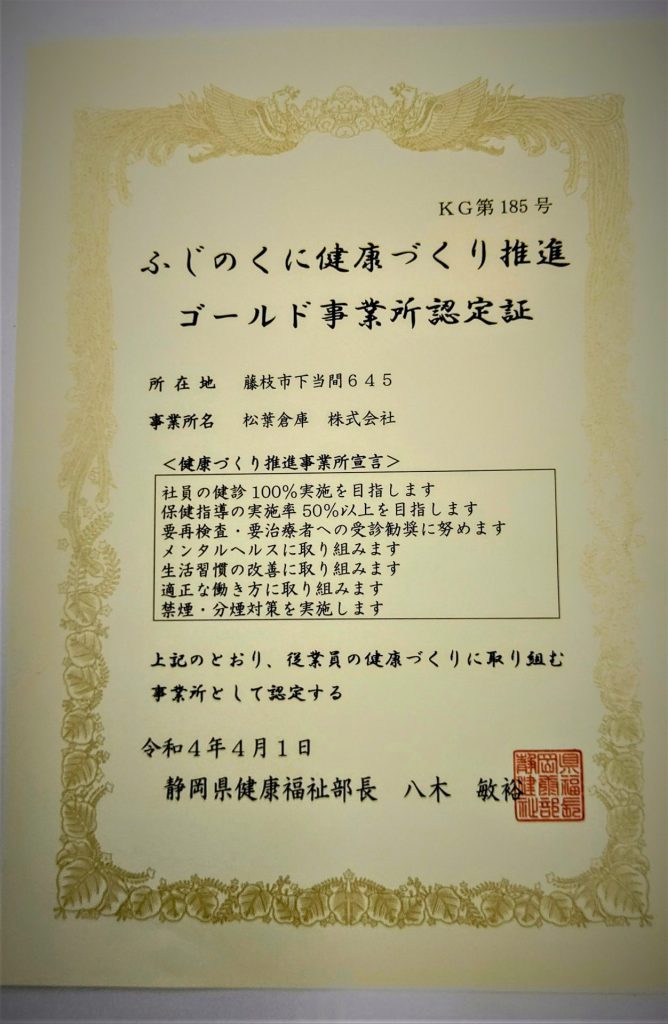 KG第185号
ふじのくに健康づくり推進
ゴールド事業所認定証
所在地 藤枝市下当間645
事業所名 松葉倉庫 株式会社
＜健康づくり推進事業所宣言＞
社員の健診100%実施を目指します
保健指導の実施率50%以上を目指します
要再検査・要治療者への受診勧奨に努めます
メンタルヘルスに取り組みます
生活習慣の改善に取り組みます
適正な働き方に取り組みます
禁煙・分煙対策を実施します
上記のとおり、従業員の健康づくりに取り組む
事業所として認定する
令和4年4月1日
静岡県健康福祉部長 八木 敏裕